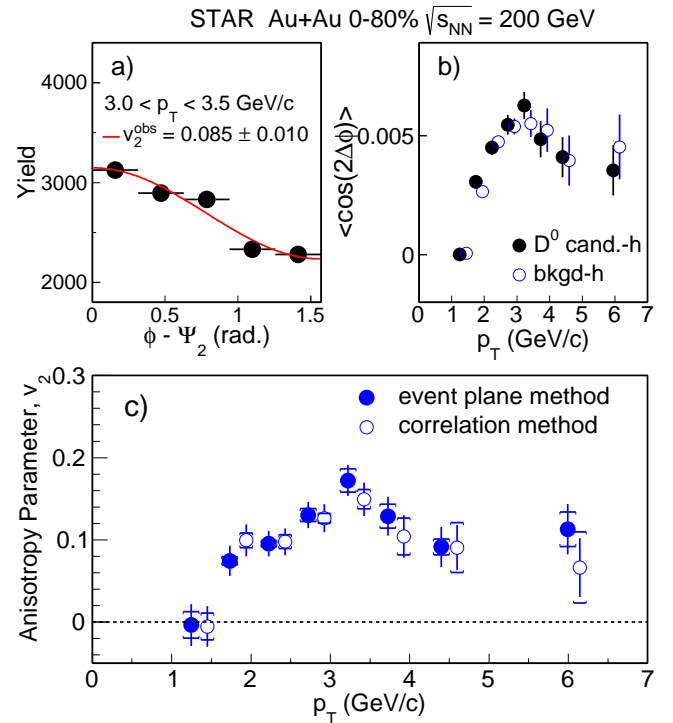 STAR Au+Au 0-80% √s_NN = 200 GeV
a)
3.0 < p_T < 3.5 GeV/c
v_2^obs = 0.085 ± 0.010
Yield
4000
3000
2000
0 0.5 1 1.5
ϕ - Ψ_2 (rad.)
b)
<cos(2Δϕ)>
0.005
0
D^0 cand.-h
bkgd-h
0 1 2 3 4 5 6 7
p_T (GeV/c)
c)
event plane method
correlation method
Anisotropy Parameter, v_2
0.3
0.2
0.1
0
0 1 2 3 4 5 6 7
p_T (GeV/c)